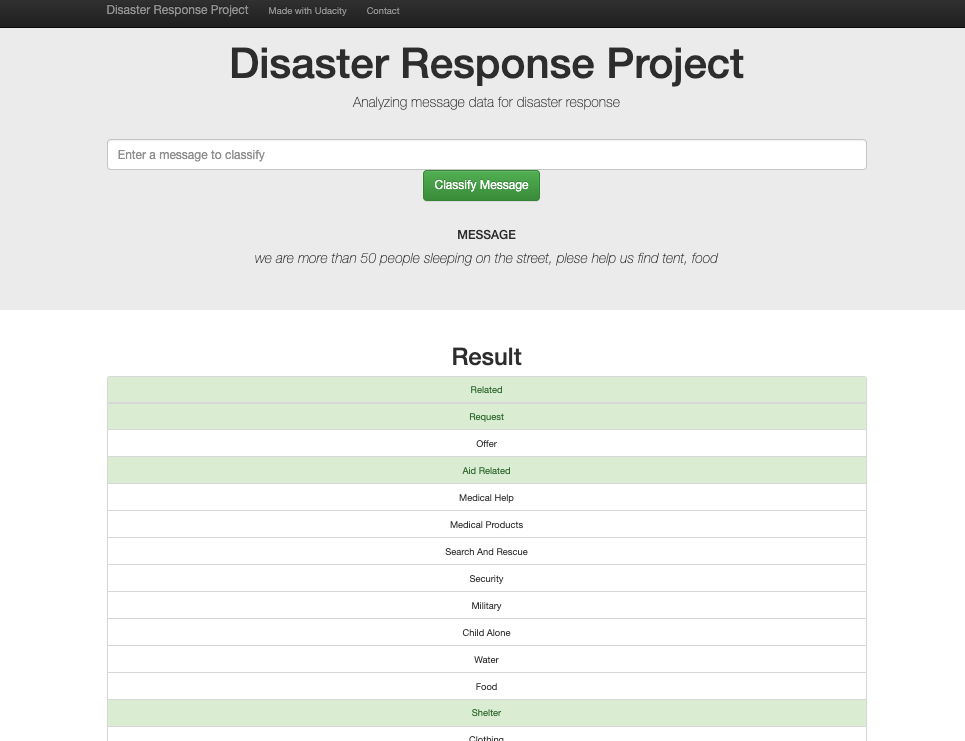 Disaster Response Project Made with Udacity Contact
Disaster Response Project
Analyzing message data for disaster response
Enter a message to classify
Classify Message
MESSAGE
we are more than 50 people sleeping on the street, plese help us find tent, food
Result
Related
Request
Offer
Aid Related
Medical Help
Medical Products
Search And Rescue
Security
Military
Child Alone
Water
Food
Shelter
Clothing